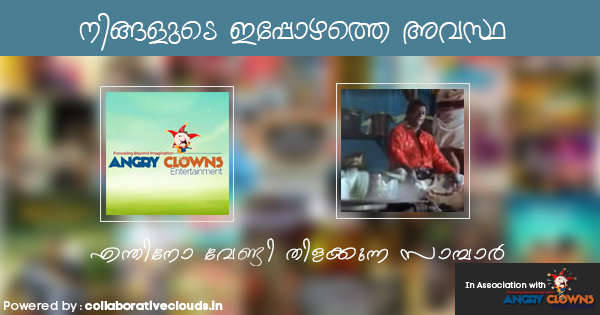 നിങ്ങളുടെ ഇപ്പോഴത്തെ അവസ്ഥ
Focusing Beyond Imagination
ANGRY CLOWNS
Entertainment
എന്തിനോ വേണ്ടി തിളക്കുന്ന സാമ്പാർ
In Association with
ANGRY CLOWNS
Powered by : collaborativeclouds.in